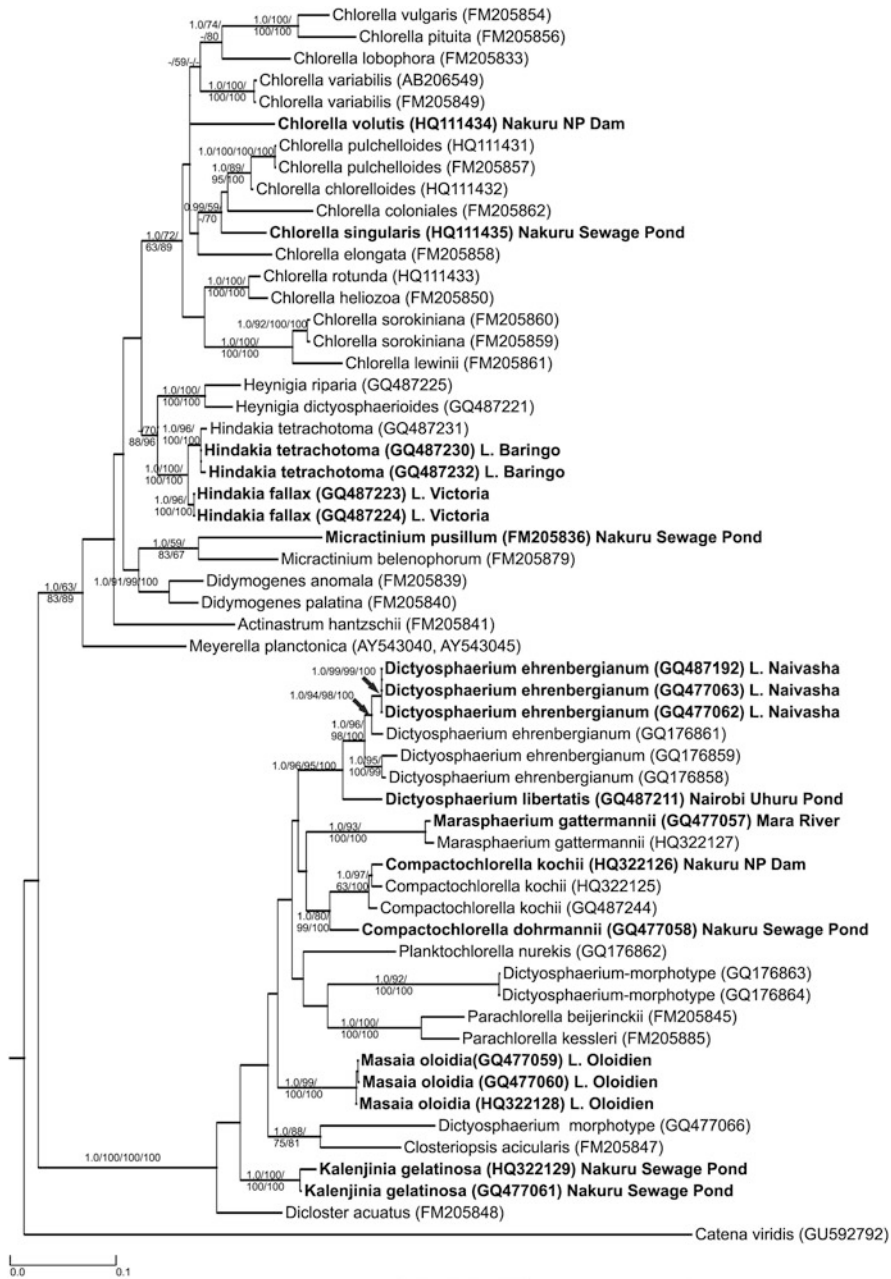 Chlorella vulgaris (FM205854)
1.0/100/
100/100
Chlorella pituita (FM205856)
1.0/74/
-/80
Chlorella lobophora (FM205833)
-/59/-/-
Chlorella variabilis (AB206549)
1.0/100/
100/100
Chlorella variabilis (FM205849)
Chlorella volutis (HQ111434) Nakuru NP Dam
Chlorella pulchelloides (HQ111431)
1.0/100/100/100
Chlorella pulchelloides (FM205857)
1.0/89/
95/100
Chlorella chlorelloides (HQ111432)
Chlorella coloniales (FM205862)
0.99/59/
-/70
Chlorella singularis (HQ111435) Nakuru Sewage Pond
1.0/72/
63/89
Chlorella elongata (FM205858)
Chlorella rotunda (HQ111433)
1.0/100/
100/100
Chlorella heliozoa (FM205850)
Chlorella sorokiniana (FM205860)
1.0/92/100/100
Chlorella sorokiniana (FM205859)
1.0/100/
100/100
Chlorella lewinii (FM205861)
Heynigia riparia (GQ487225)
1.0/100/
100/100
Heynigia dictyosphaerioides (GQ487221)
-/70/
88/96
Hindakia tetrachotoma (GQ487231)
1.0/96/
100/100
Hindakia tetrachotoma (GQ487230) L. Baringo
Hindakia tetrachotoma (GQ487232) L. Baringo
1.0/100/
100/100
Hindakia fallax (GQ487223) L. Victoria
1.0/96/
100/100
Hindakia fallax (GQ487224) L. Victoria
Micractinium pusillum (FM205836) Nakuru Sewage Pond
1.0/59/
83/67
Micractinium belenophorum (FM205879)
1.0/91/99/100
Didymogenes anomala (FM205839)
Didymogenes palatina (FM205840)
1.0/63/
83/89
Actinastrum hantzschii (FM205841)
Meyerella planctonica (AY543040, AY543045)
1.0/99/99/100
Dictyosphaerium ehrenbergianum (GQ487192) L. Naivasha
Dictyosphaerium ehrenbergianum (GQ477063) L. Naivasha
1.0/94/98/100
Dictyosphaerium ehrenbergianum (GQ477062) L. Naivasha
1.0/96/
98/100
Dictyosphaerium ehrenbergianum (GQ176861)
Dictyosphaerium ehrenbergianum (GQ176859)
1.0/95/
100/99
1.0/96/95/100
Dictyosphaerium ehrenbergianum (GQ176858)
Dictyosphaerium libertatis (GQ487211) Nairobi Uhuru Pond
Marasphaerium gattermannii (GQ477057) Mara River
1.0/93/
100/100
Marasphaerium gattermannii (HQ322127)
Compactochlorella kochii (HQ322126) Nakuru NP Dam
1.0/97/
63/100
Compactochlorella kochii (HQ322125)
Compactochlorella kochii (GQ487244)
1.0/80/
99/100
Compactochlorella dohrmannii (GQ477058) Nakuru Sewage Pond
Planktochlorella nurekis (GQ176862)
Dictyosphaerium-morphotype (GQ176863)
1.0/92/
100/100
Dictyosphaerium-morphotype (GQ176864)
Parachlorella beijerinckii (FM205845)
1.0/100/
100/100
Parachlorella kessleri (FM205885)
Masaia oloidia(GQ477059) L. Oloidien
1.0/99/
100/100
Masaia oloidia (GQ477060) L. Oloidien
Masaia oloidia (HQ322128) L. Oloidien
Dictyosphaerium morphotype (GQ477066)
1.0/88/
75/81
Closteriopsis acicularis (FM205847)
1.0/100/100/100
Kalenjinia gelatinosa (HQ322129) Nakuru Sewage Pond
1.0/100/
100/100
Kalenjinia gelatinosa (GQ477061) Nakuru Sewage Pond
Dicloster acuatus (FM205848)
Catena viridis (GU592792)
0.0 0.1